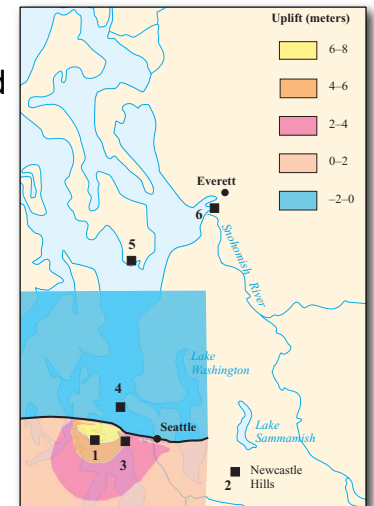 d
Uplift (meters)
6–8
4–6
2–4
0–2
–2–0
Everett
6
Snohomish River
5
Lake
Washington
4
Seattle
Lake
Sammamish
1
3
2
Newcastle
Hills